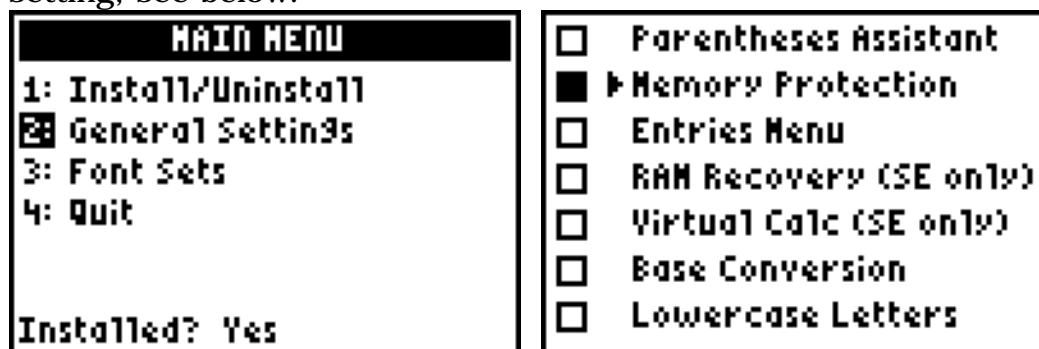 setting, see below.
MAIN MENU
1: Install/Uninstall
2: General Settings
3: Font Sets
4: Quit
Installed? Yes
Parentheses Assistant
Memory Protection
Entries Menu
RAM Recovery (SE only)
Virtual Calc (SE only)
Base Conversion
Lowercase Letters